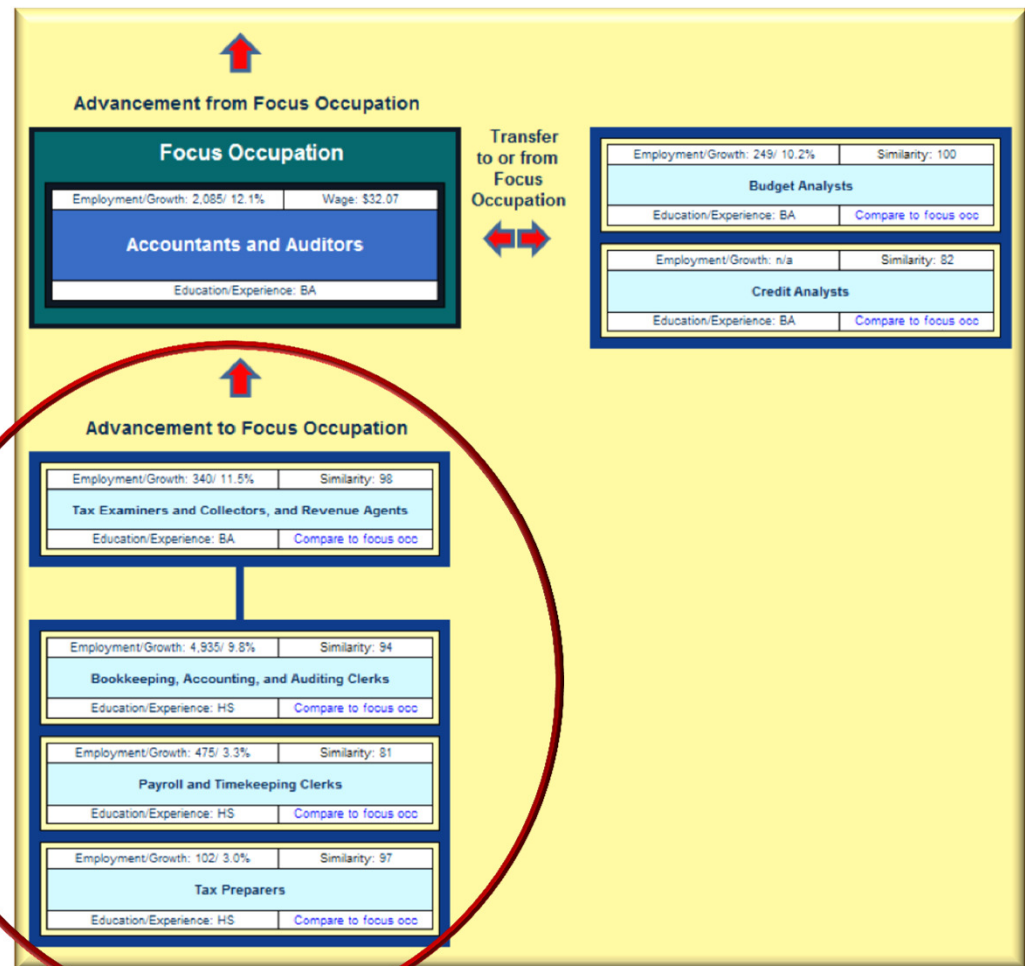 Advancement from Focus Occupation
Focus Occupation
Employment/Growth: 2,085/ 12.1%
Wage: $32.07
Accountants and Auditors
Education/Experience: BA
Transfer
to or from
Focus
Occupation
Employment/Growth: 249/ 10.2%
Similarity: 100
Budget Analysts
Education/Experience: BA
Compare to focus occ
Employment/Growth: n/a
Similarity: 82
Credit Analysts
Education/Experience: BA
Compare to focus occ
Advancement to Focus Occupation
Employment/Growth: 340/ 11.5%
Similarity: 98
Tax Examiners and Collectors, and Revenue Agents
Education/Experience: BA
Compare to focus occ
Employment/Growth: 4,935/ 9.8%
Similarity: 94
Bookkeeping, Accounting, and Auditing Clerks
Education/Experience: HS
Compare to focus occ
Employment/Growth: 475/ 3.3%
Similarity: 81
Payroll and Timekeeping Clerks
Education/Experience: HS
Compare to focus occ
Employment/Growth: 102/ 3.0%
Similarity: 97
Tax Preparers
Education/Experience: HS
Compare to focus occ